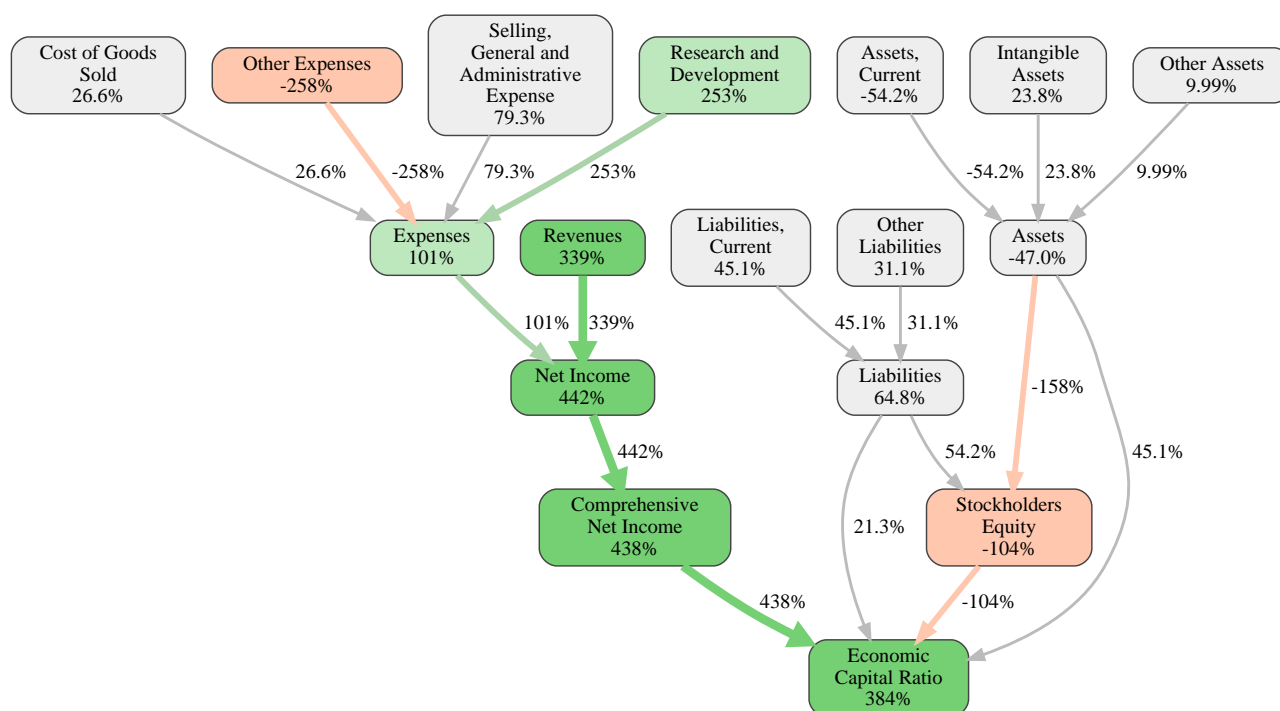 Cost of Goods
Sold
26.6%
Other Expenses
-258%
Selling,
General and
Administrative
Expense
79.3%
Research and
Development
253%
Assets,
Current
-54.2%
Intangible
Assets
23.8%
Other Assets
9.99%
26.6%
-258%
79.3%
253%
-54.2%
23.8%
9.99%
Expenses
101%
Revenues
339%
Liabilities,
Current
45.1%
Other
Liabilities
31.1%
Assets
-47.0%
101%
339%
45.1%
31.1%
Net Income
442%
Liabilities
64.8%
-158%
442%
54.2%
45.1%
Comprehensive
Net Income
438%
21.3%
Stockholders
Equity
-104%
438%
-104%
Economic
Capital Ratio
384%